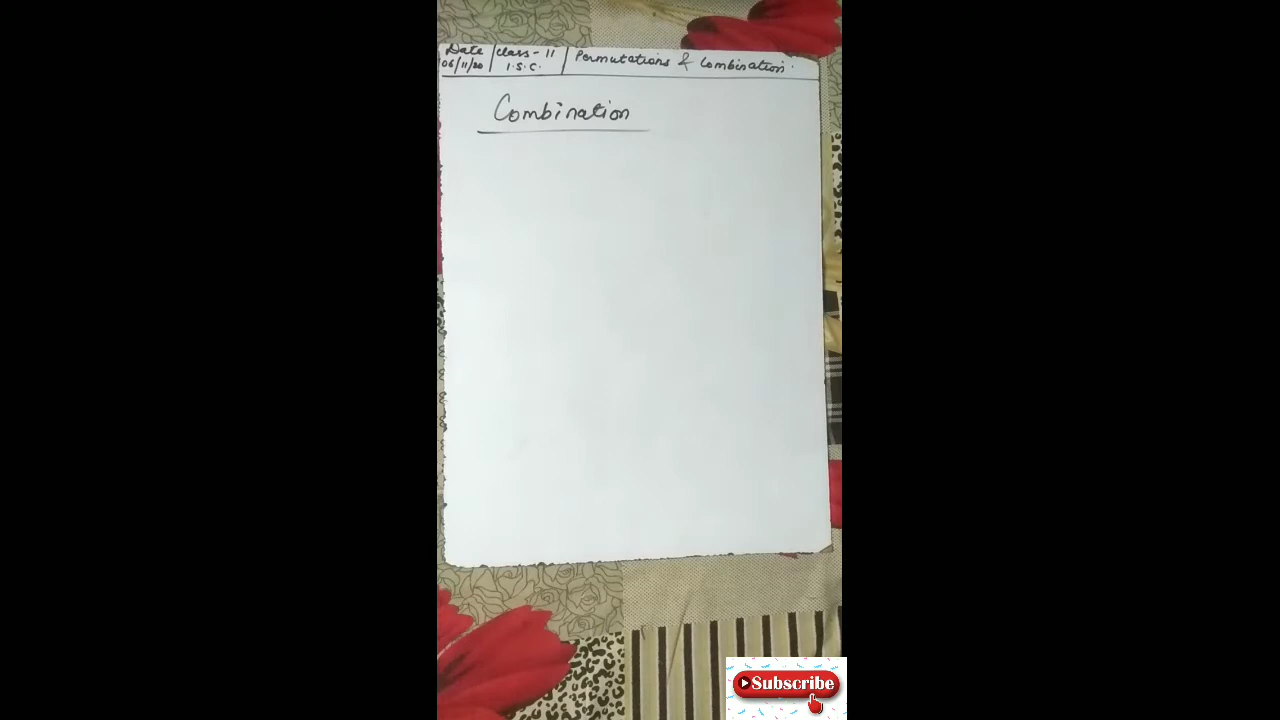 Date | Class - 11 | Permutations & Combination.
06/11/20 | I.S.C.
Combination
Subscribe